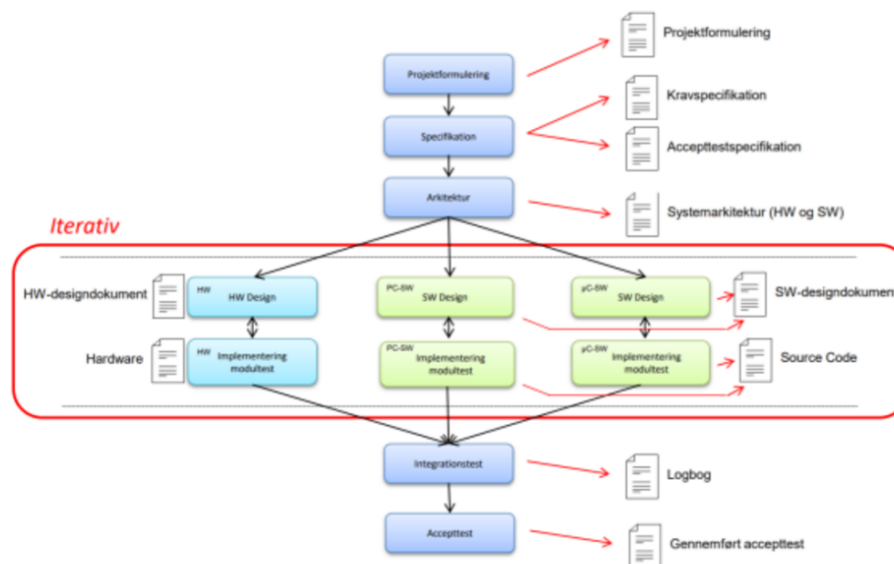 Projektformulering
Projektformulering
Kravspecifikation
Specifikation
Accepttestspecifikation
Arkitektur
Systemarkitektur (HW og SW)
Iterativ
HW-designdokument
HW
HW Design
PC-SW
SW Design
µC-SW
SW Design
SW-designdokument
Hardware
HW
Implementering
modultest
PC-SW
Implementering
modultest
µC-SW
Implementering
modultest
Source Code
Integrationstest
Logbog
Accepttest
Gennemført accepttest